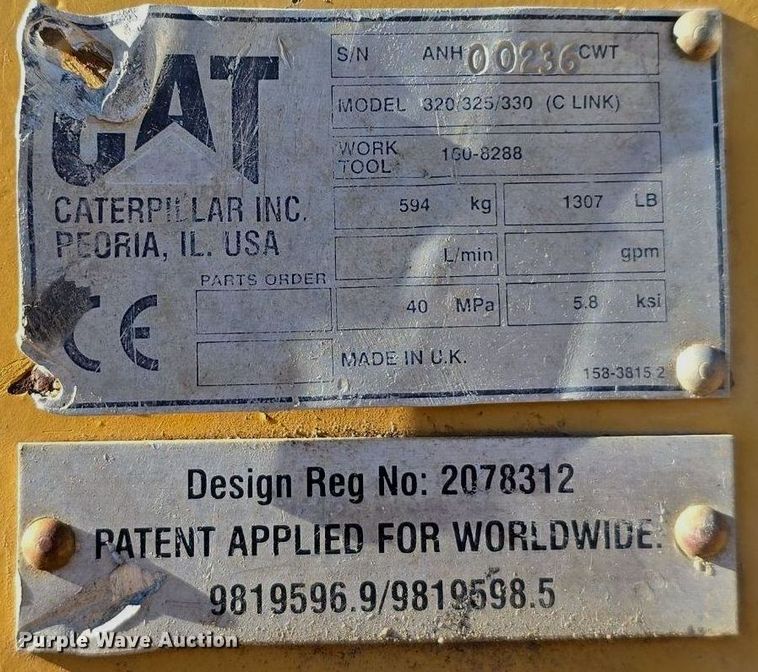 CAT
CATERPILLAR INC.
PEORIA, IL. USA
PARTS ORDER
CE
S/N ANH 00236 CWT
MODEL 320/325/330 (C LINK)
WORK TOOL 160-8288
594 kg 1307 LB
L/min gpm
40 MPa 5.8 ksi
MADE IN U.K.
158-3815 2
Design Reg No: 2078312
PATENT APPLIED FOR WORLDWIDE.
9819596.9/9819598.5
Purple Wave Auction